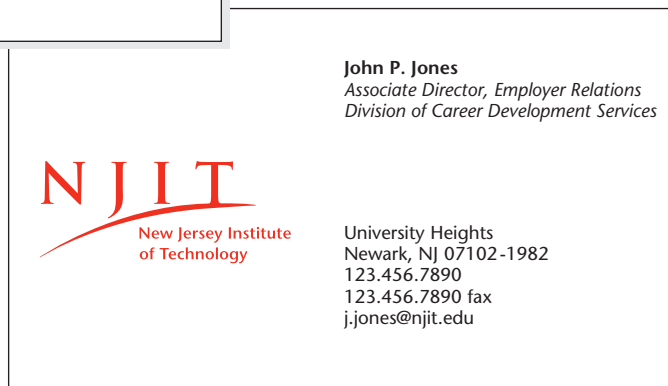 John P. Jones
Associate Director, Employer Relations
Division of Career Development Services
NJIT
New Jersey Institute
of Technology
University Heights
Newark, NJ 07102-1982
123.456.7890
123.456.7890 fax
j.jones@njit.edu